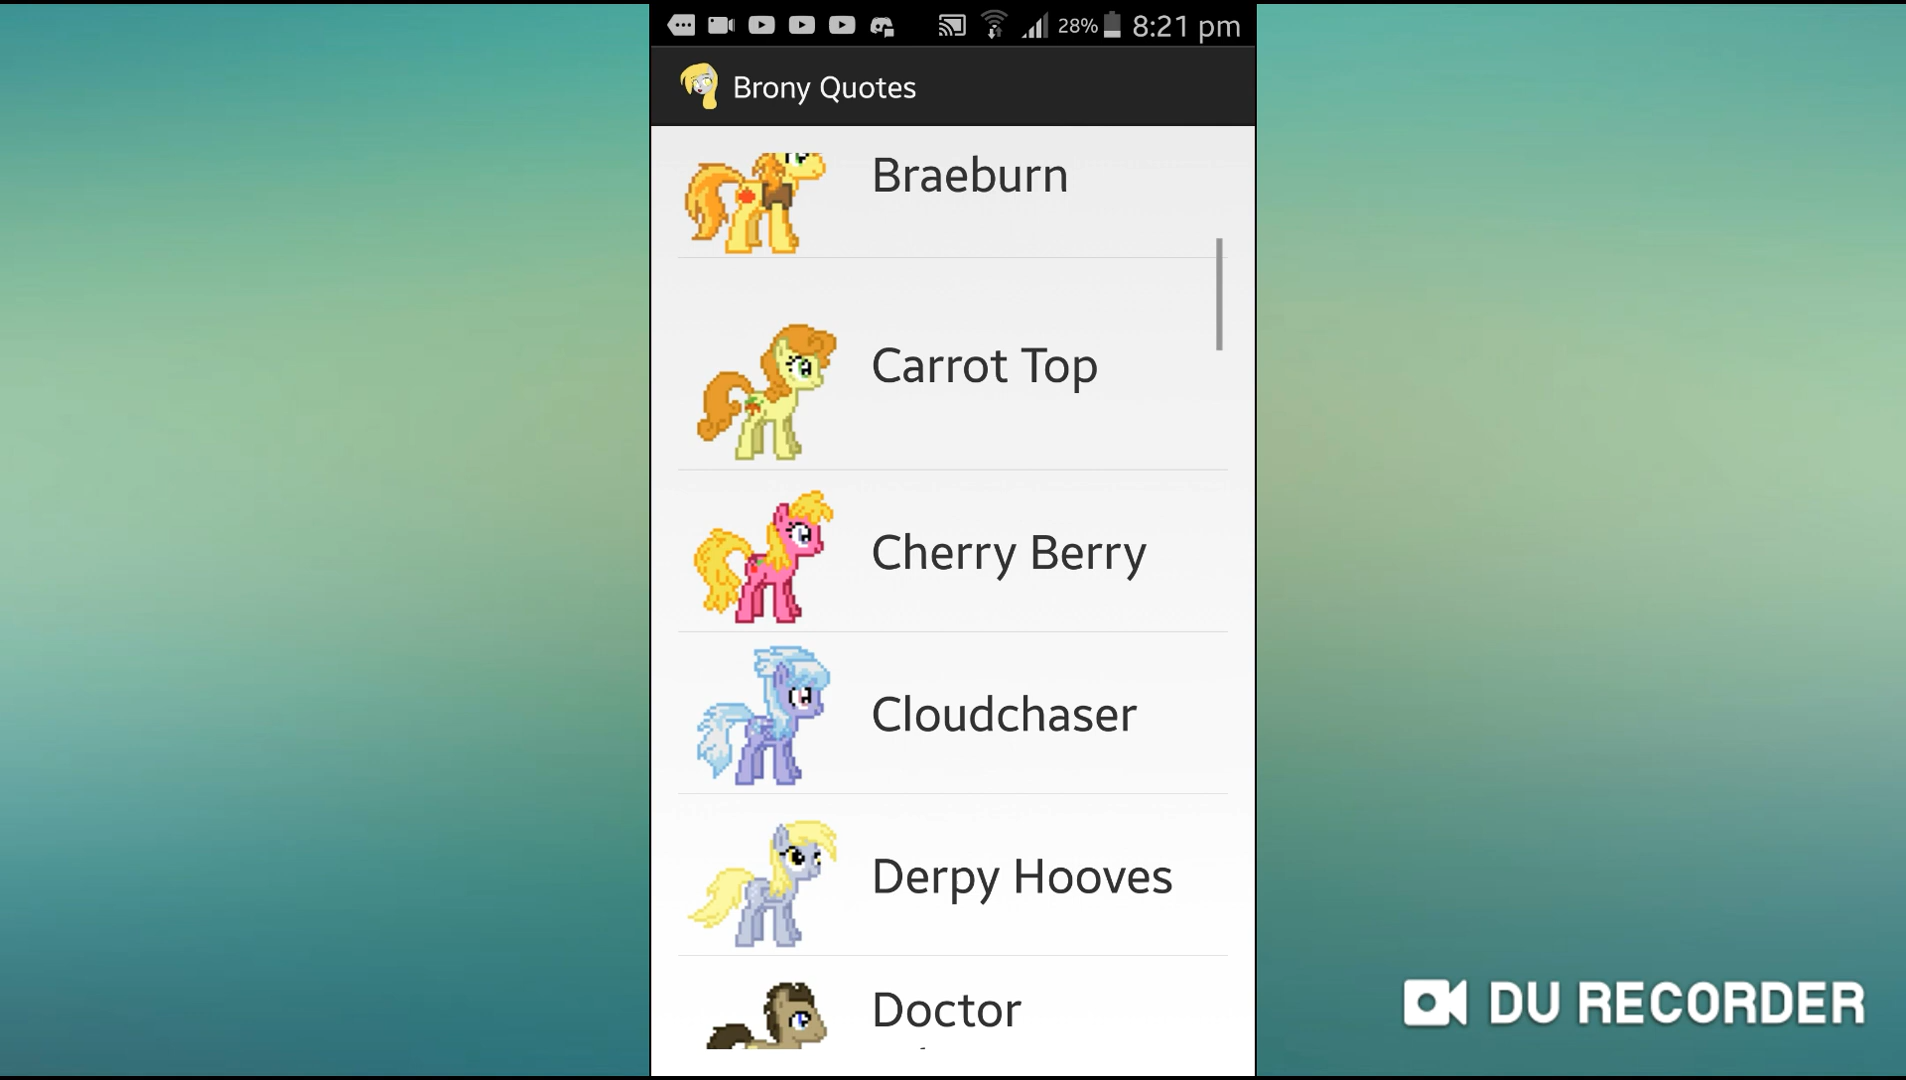 28% 8:21 pm
Brony Quotes
Braeburn
Carrot Top
Cherry Berry
Cloudchaser
Derpy Hooves
Doctor
DU RECORDER